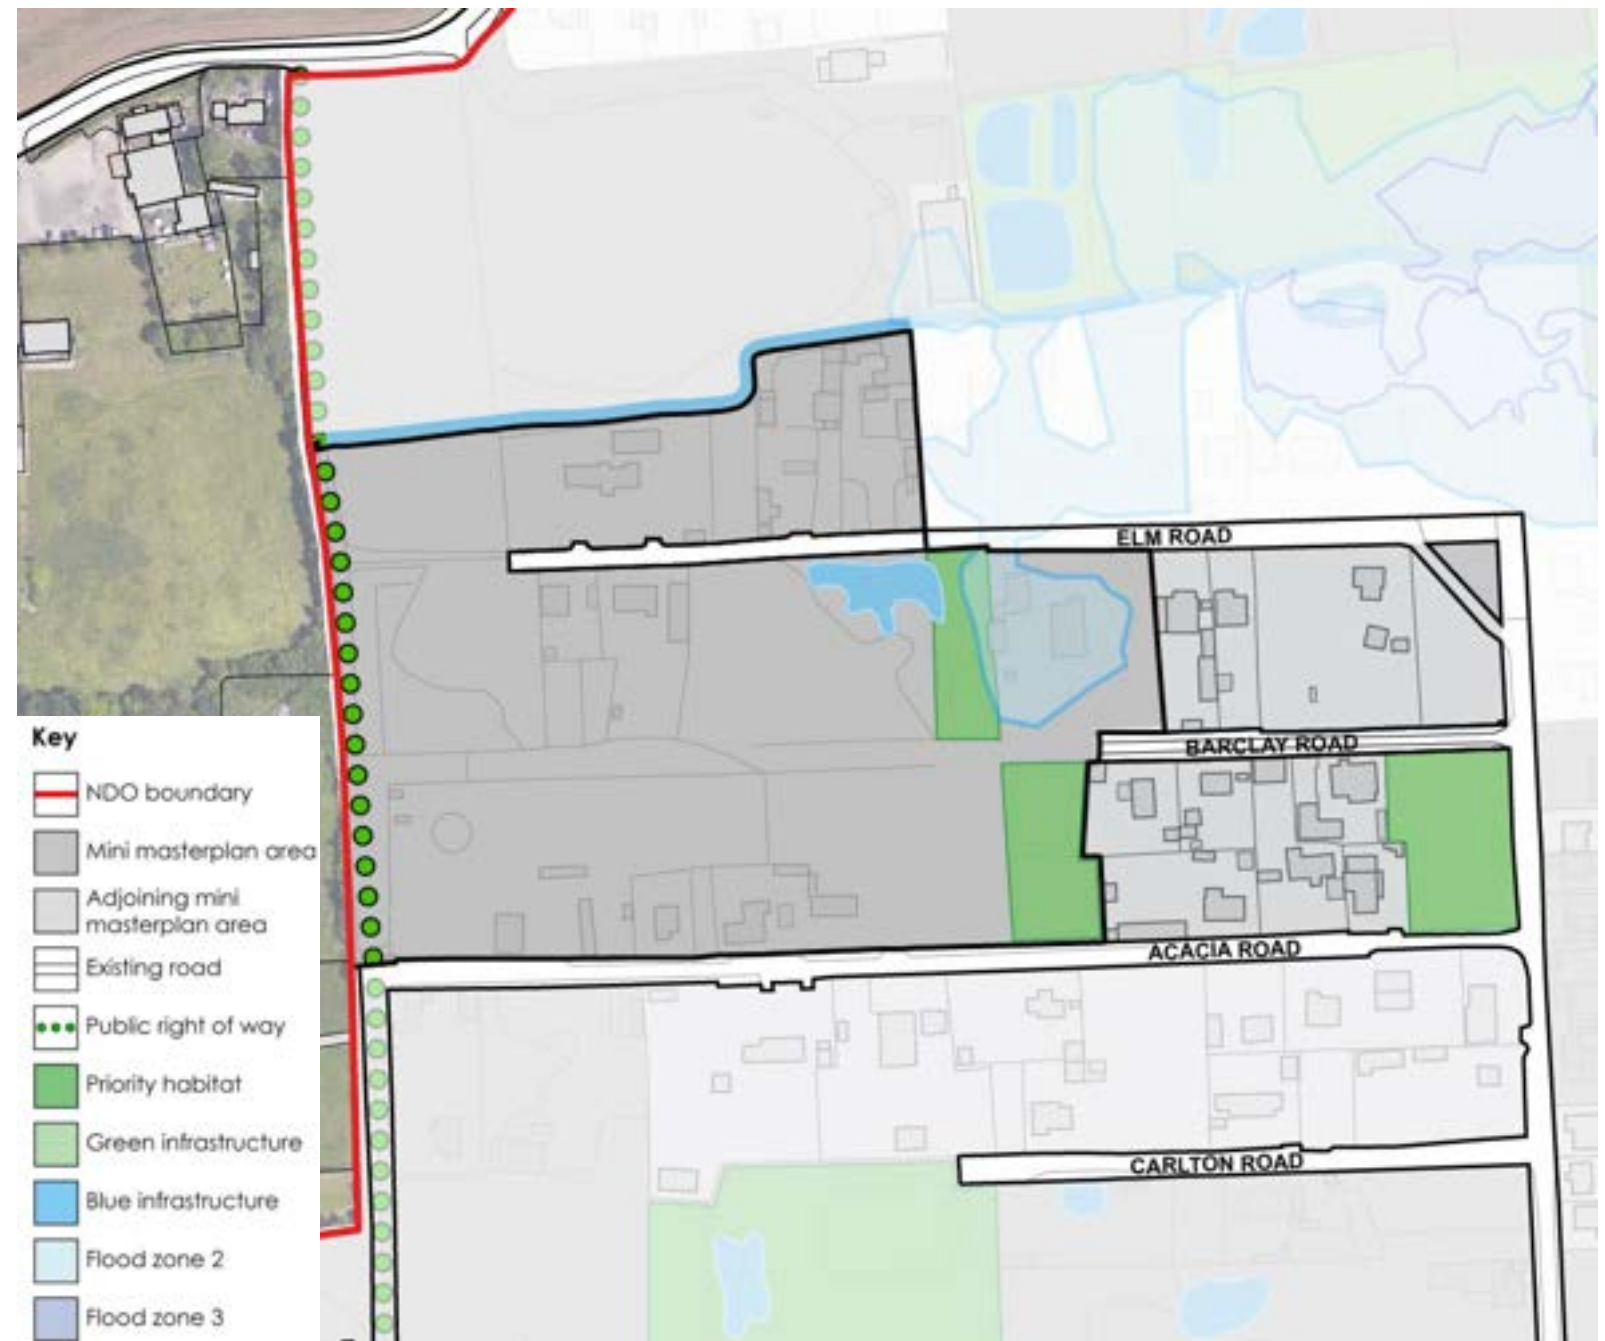 ELM ROAD
BARCLAY ROAD
ACACIA ROAD
CARLTON ROAD
Key
NDO boundary
Mini masterplan area
Adjoining mini
masterplan area
Existing road
Public right of way
Priority habitat
Green infrastructure
Blue infrastructure
Flood zone 2
Flood zone 3